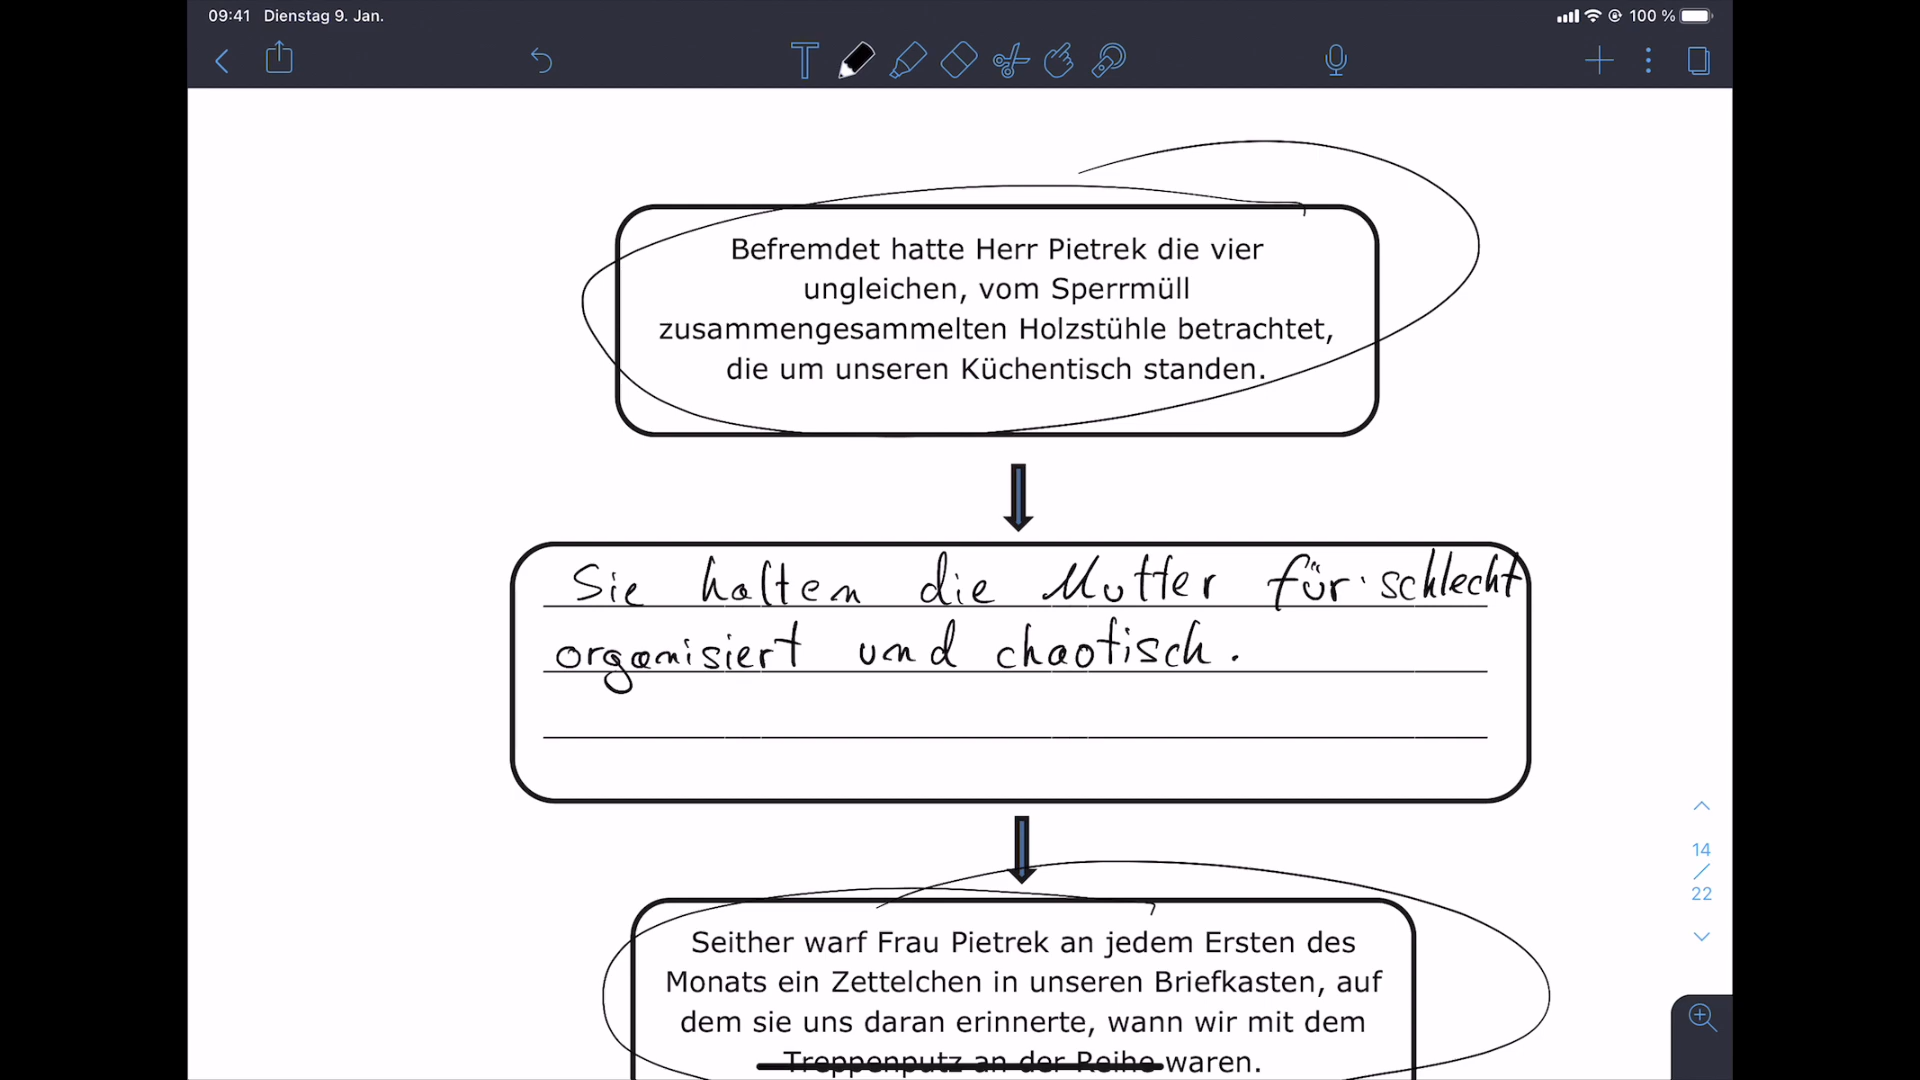 09:41 Dienstag 9. Jan.
100 %
Befremdet hatte Herr Pietrek die vier
ungleichen, vom Sperrmüll
zusammengesammelten Holzstühle betrachtet,
die um unseren Küchentisch standen.
Sie halten die Mutter für schlecht
organisiert und chaotisch.
14
/
22
Seither warf Frau Pietrek an jedem Ersten des
Monats ein Zettelchen in unseren Briefkasten, auf
dem sie uns daran erinnerte, wann wir mit dem
Treppenputz an der Reihe waren.